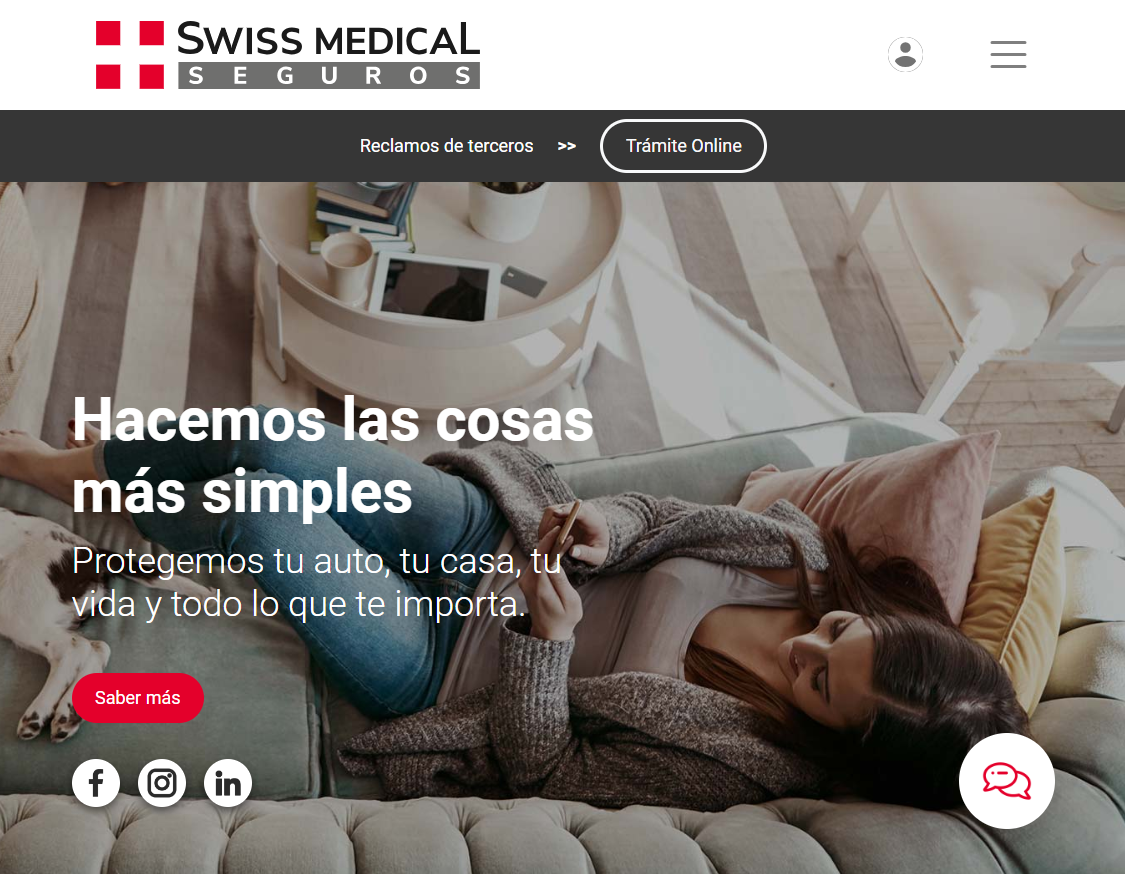 SWISS MEDICAL
SEGUROS
Reclamos de terceros >> Trámite Online
Hacemos las cosas
más simples
Protegemos tu auto, tu casa, tu
vida y todo lo que te importa.
Saber más